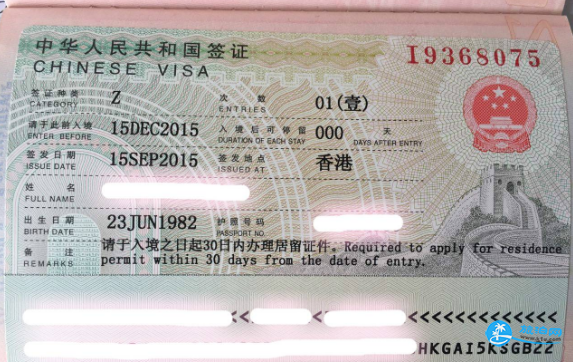 中华人民共和国签证 I9368075
CHINESE VISA
签证种类 Z 次数 01(壹)
CATEGORY ENTRIES
请于此前入境 15DEC2015 入境后可停留 000 天
ENTER BEFORE DURATION OF EACH STAY DAYS AFTER ENTRY
签发日期 15SEP2015 签发地点 香港
ISSUE DATE ISSUED AT
姓名
FULL NAME
出生日期 23JUN1982 护照号码
BIRTH DATE PASSPORT NO.
请于入境之日起30日内办理居留证件。Required to apply for residence
备注 permit within 30 days from the date of entry.
REMARKS
<<<<<<<<<<<<<
HKGAI5KSGB22